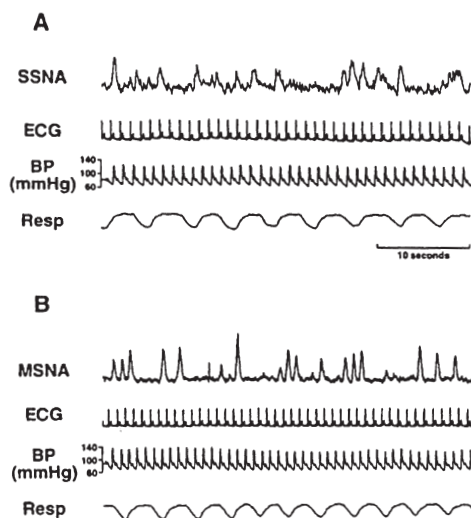 A
SSNA
ECG
BP
(mmHg)
140
100
60
Resp
10 seconds
B
MSNA
ECG
BP
(mmHg)
140
100
60
Resp